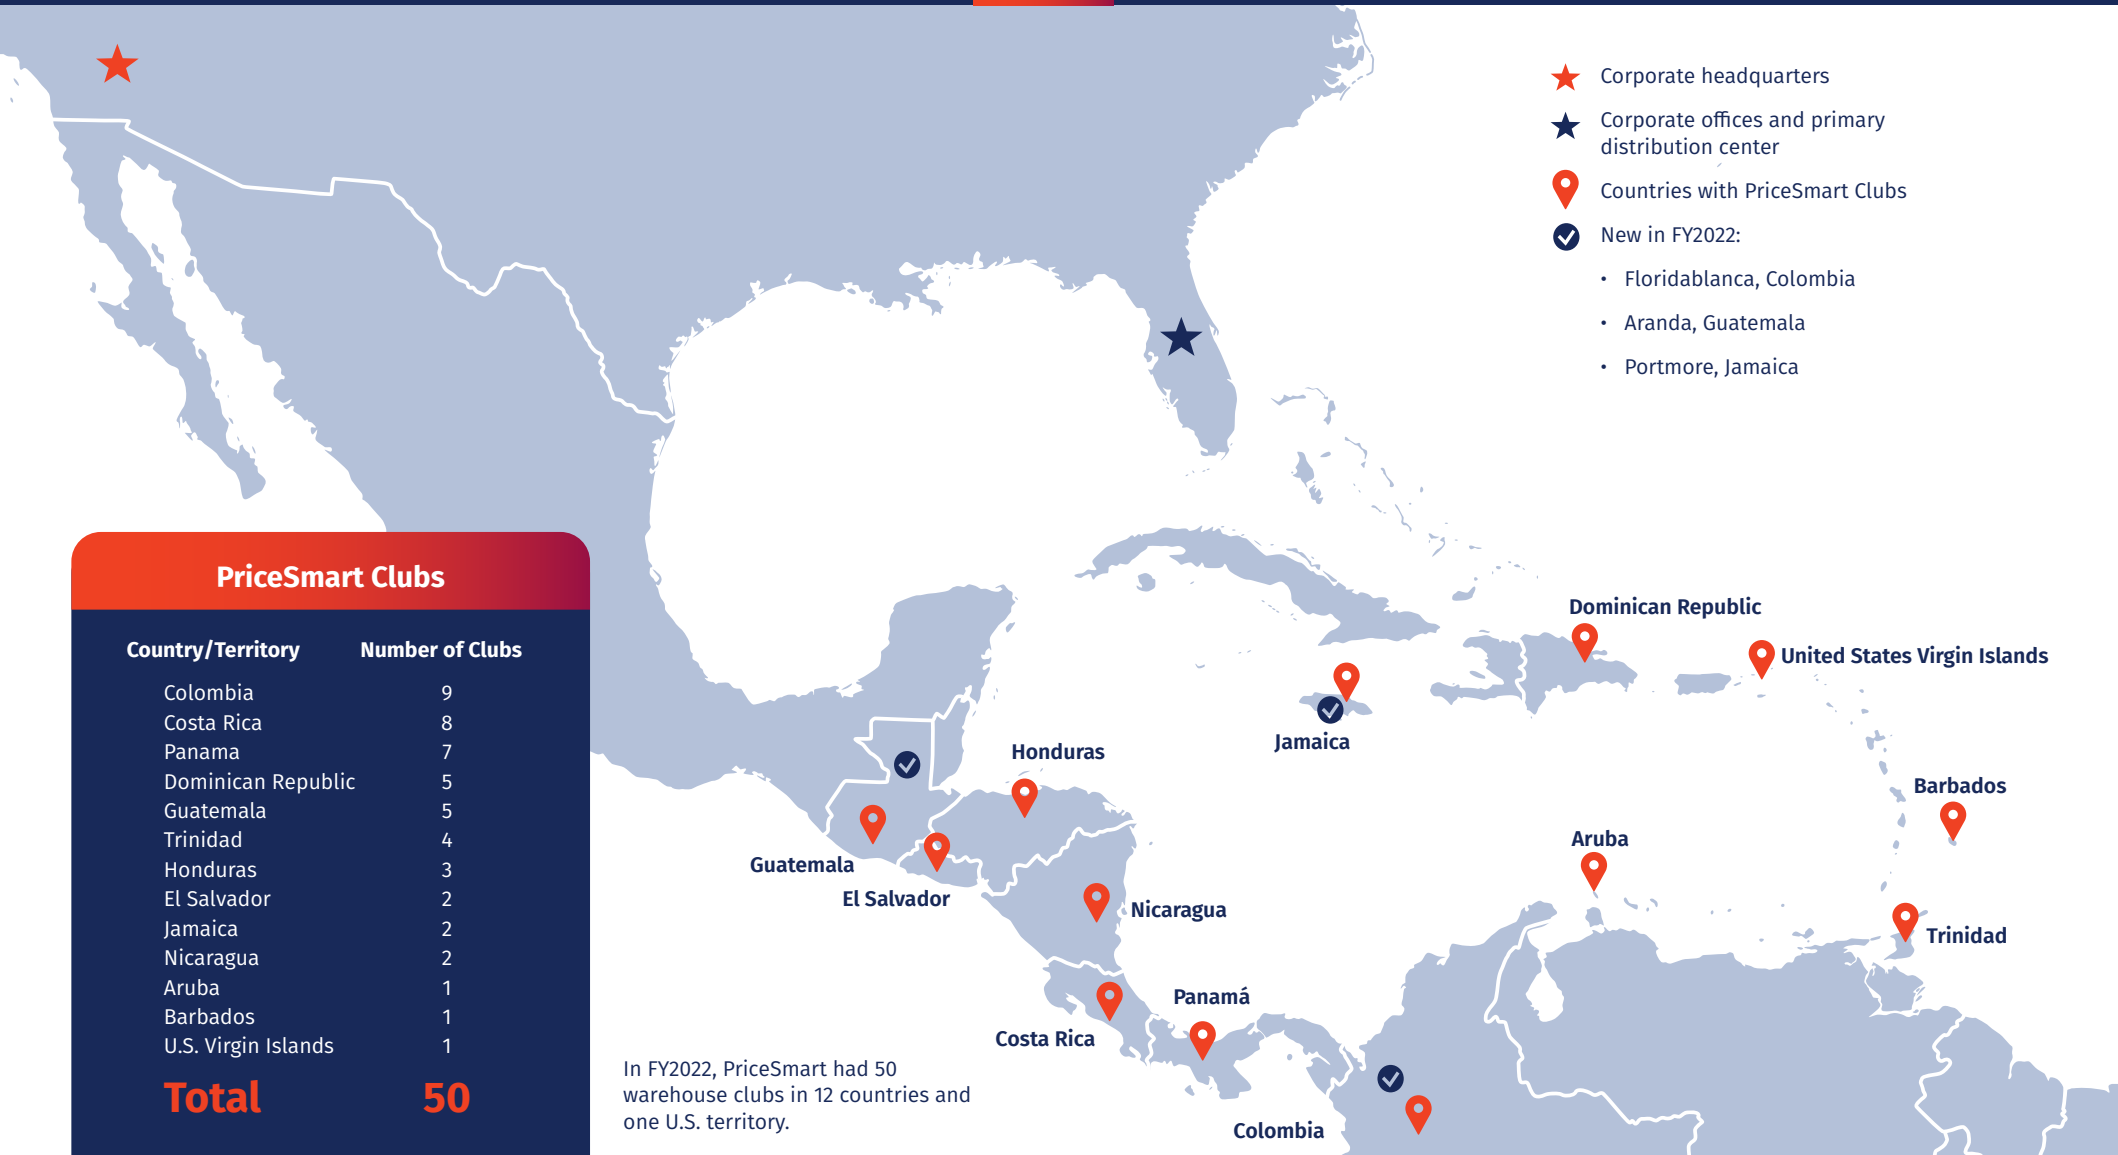 Corporate headquarters
Corporate offices and primary
distribution center
Countries with PriceSmart Clubs
New in FY2022:
• Floridablanca, Colombia
• Aranda, Guatemala
• Portmore, Jamaica
PriceSmart Clubs
Country/Territory Number of Clubs
Colombia 9
Costa Rica 8
Panama 7
Dominican Republic 5
Guatemala 5
Trinidad 4
Honduras 3
El Salvador 2
Jamaica 2
Nicaragua 2
Aruba 1
Barbados 1
U.S. Virgin Islands 1
Total 50
In FY2022, PriceSmart had 50
warehouse clubs in 12 countries and
one U.S. territory.
Dominican Republic
United States Virgin Islands
Jamaica
Honduras
Barbados
Aruba
Guatemala
El Salvador
Nicaragua
Trinidad
Panamá
Costa Rica
Colombia